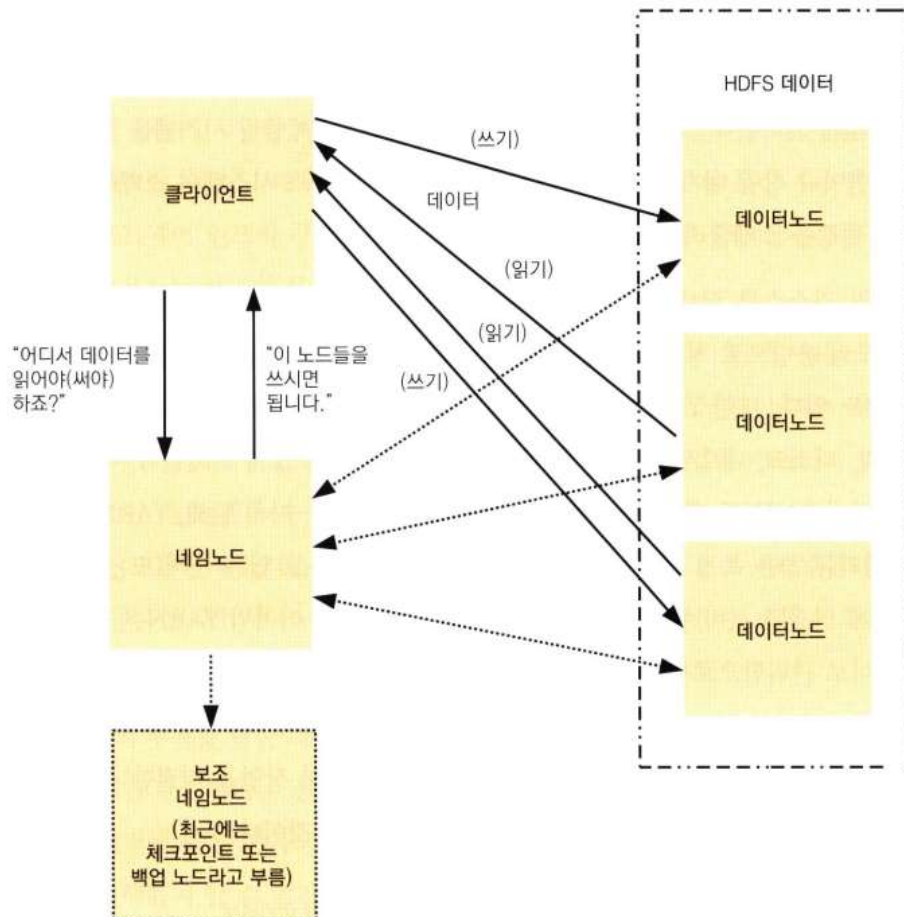 HDFS 데이터
클라이언트
(쓰기)
데이터
데이터노드
(읽기)
(읽기)
(쓰기)
"어디서 데이터를
읽어야(써야)
하죠?"
"이 노드들을
쓰시면
됩니다."
데이터노드
네임노드
데이터노드
보조
네임노드
(최근에는
체크포인트 또는
백업 노드라고 부름)